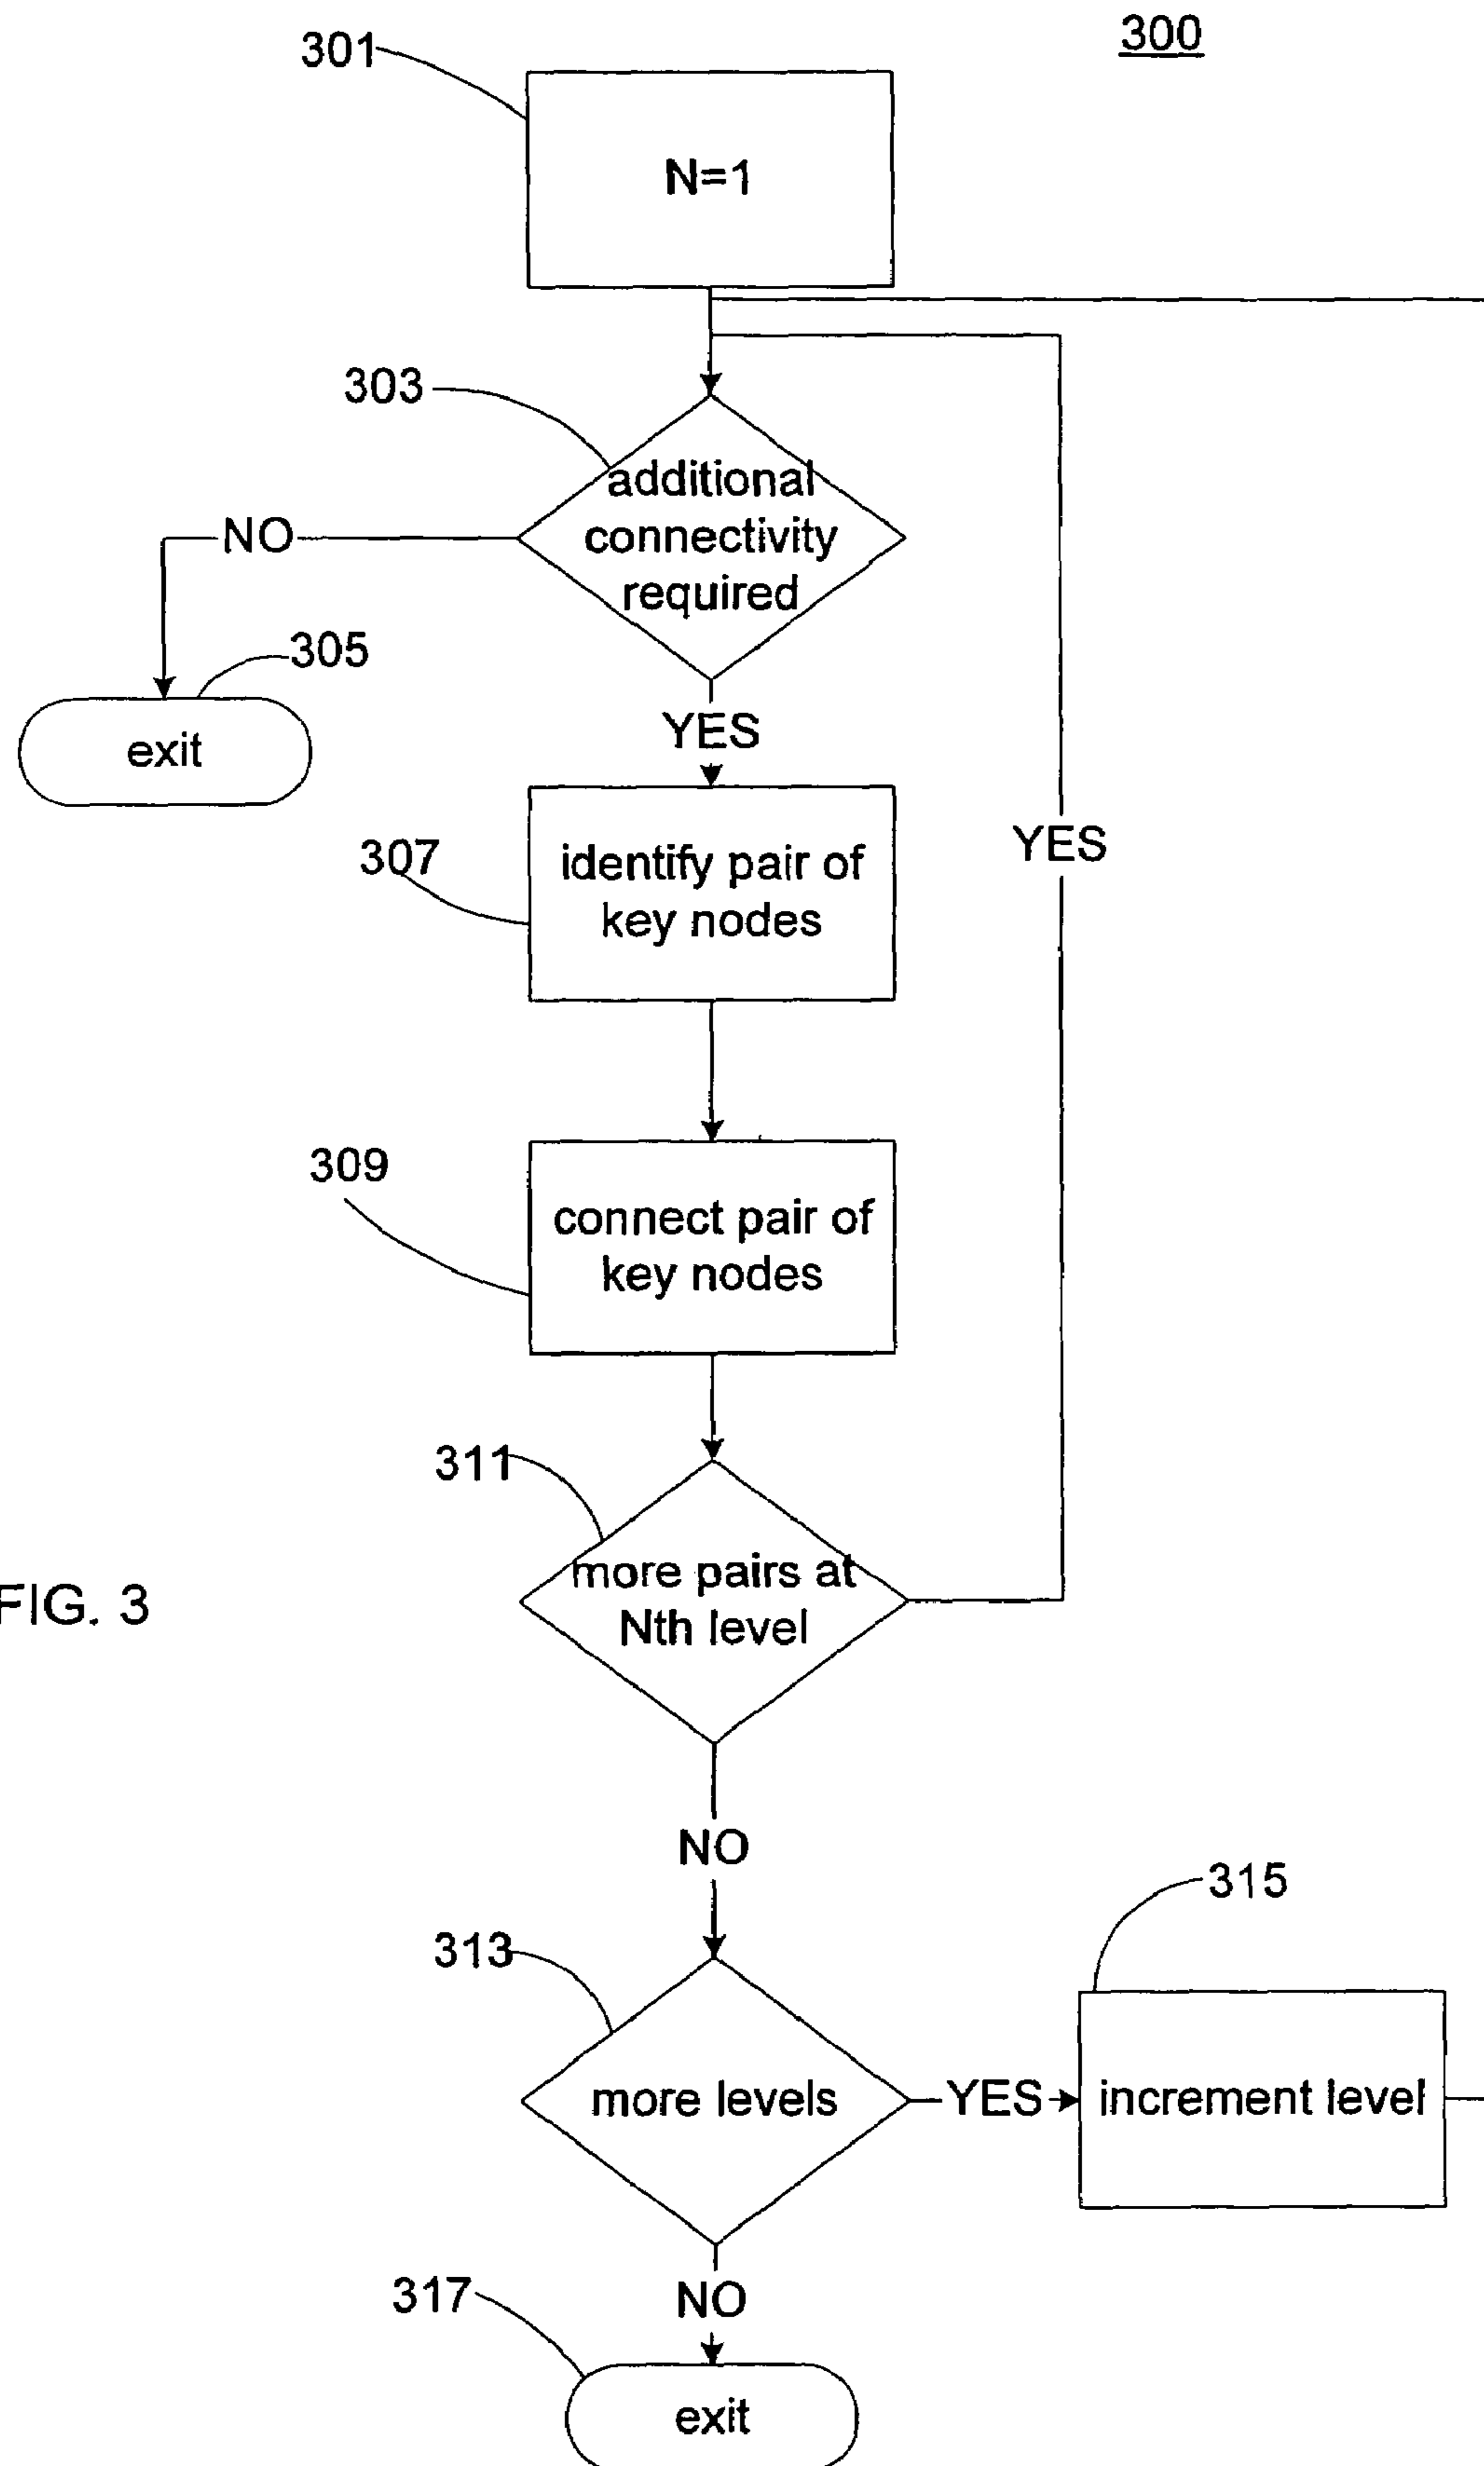 300
301
N=1
303
additional
connectivity
required
NO
305
exit
YES
307
identify pair of
key nodes
YES
309
connect pair of
key nodes
311
more pairs at
Nth level
FIG. 3
NO
315
313
more levels
YES
increment level
317
NO
exit